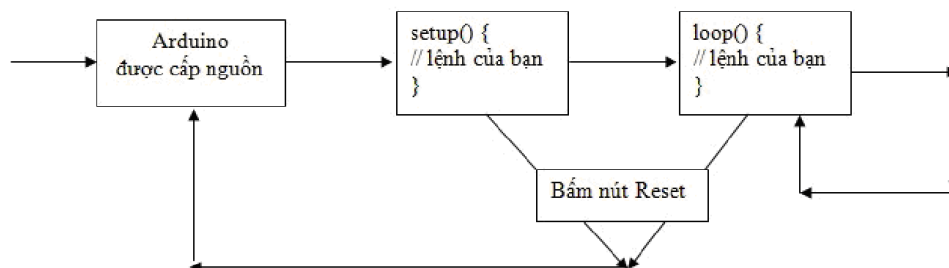 Arduino
được cấp nguồn
setup() {
// lệnh của bạn
}
loop() {
// lệnh của bạn
}
Bấm nút Reset